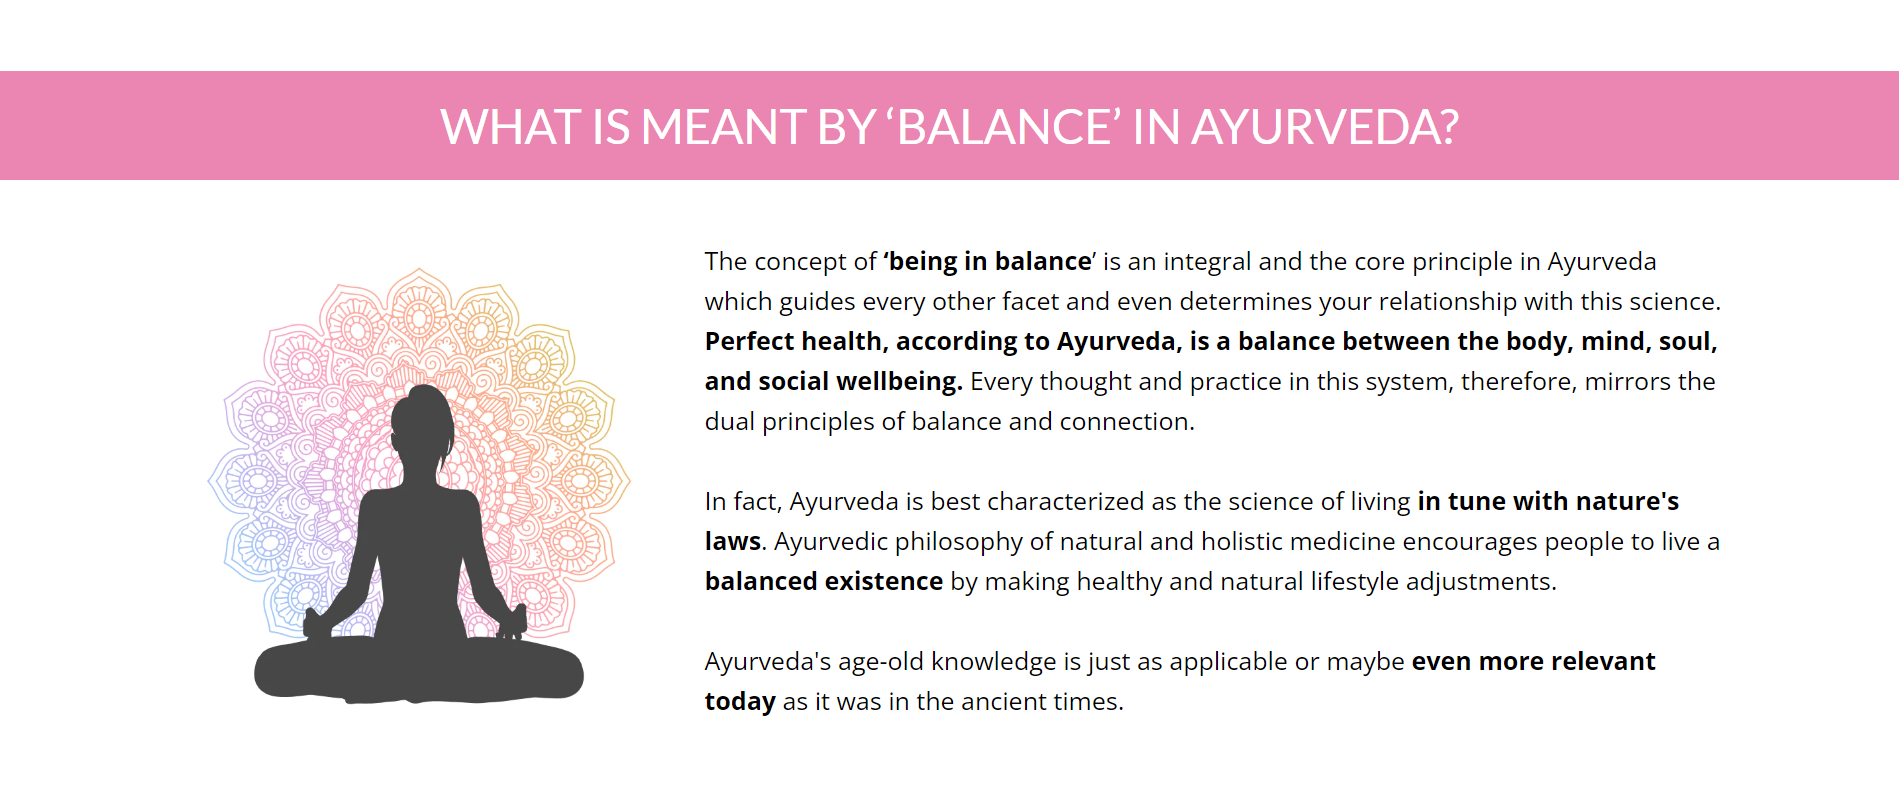 WHAT IS MEANT BY ‘BALANCE’ IN AYURVEDA?
The concept of ‘being in balance’ is an integral and the core principle in Ayurveda
which guides every other facet and even determines your relationship with this science.
Perfect health, according to Ayurveda, is a balance between the body, mind, soul,
and social wellbeing. Every thought and practice in this system, therefore, mirrors the
dual principles of balance and connection.
In fact, Ayurveda is best characterized as the science of living in tune with nature's
laws. Ayurvedic philosophy of natural and holistic medicine encourages people to live a
balanced existence by making healthy and natural lifestyle adjustments.
Ayurveda's age-old knowledge is just as applicable or maybe even more relevant
today as it was in the ancient times.